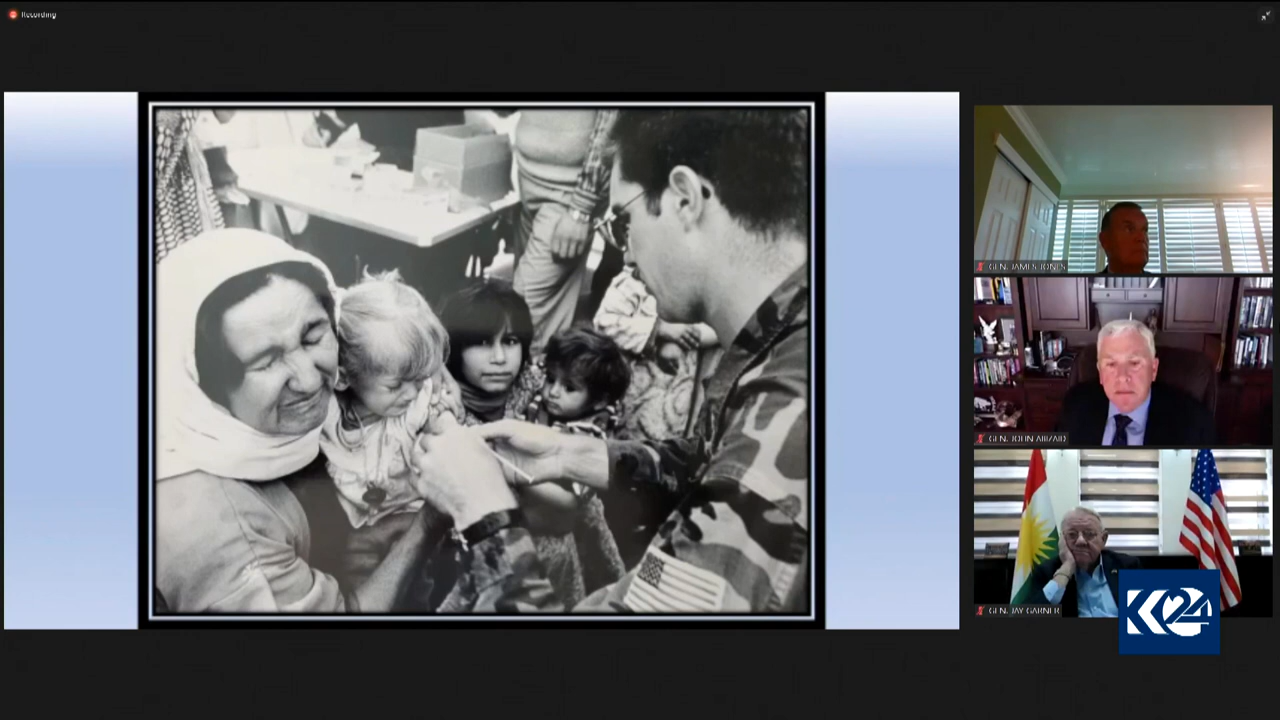 Recording
GEN. JAMES JONES
GEN. JOHN ABIZAID
GEN. JAY GARNER
K24